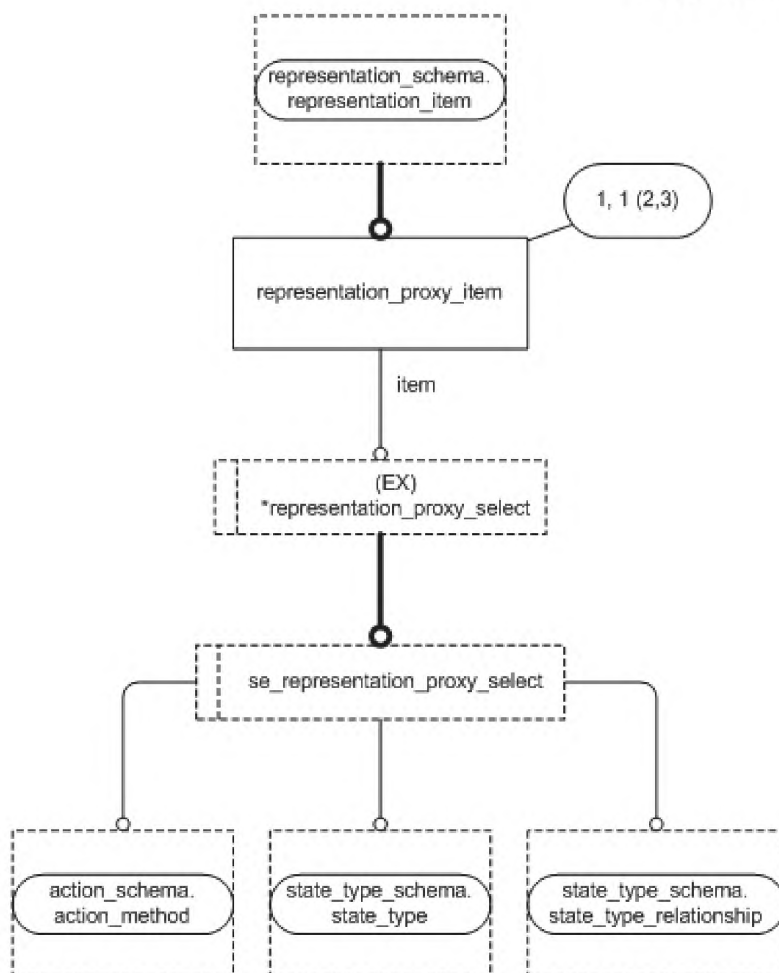 representation_schema.
representation_item
1, 1 (2,3)
representation_proxy_item
item
(EX)
*representation_proxy_select
se_representation_proxy_select
action_schema.
action_method
state_type_schema.
state_type
state_type_schema.
state_type_relationship